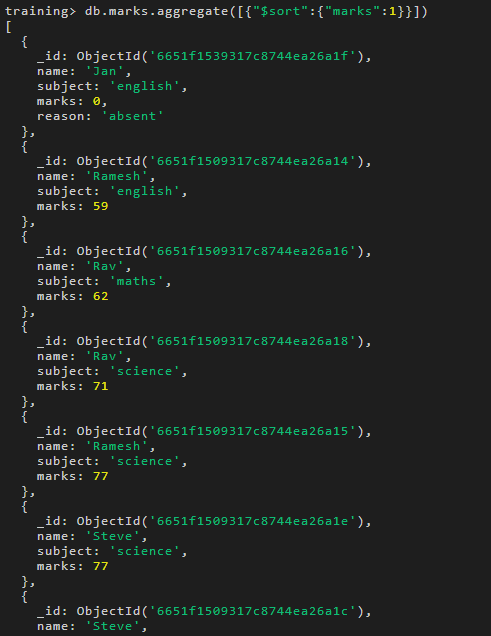 training> db.marks.aggregate([{"$sort":{"marks":1}}])
[
  {
    _id: ObjectId('6651f1539317c8744ea26a1f'),
    name: 'Jan',
    subject: 'english',
    marks: 0,
    reason: 'absent'
  },
  {
    _id: ObjectId('6651f1509317c8744ea26a14'),
    name: 'Ramesh',
    subject: 'english',
    marks: 59
  },
  {
    _id: ObjectId('6651f1509317c8744ea26a16'),
    name: 'Rav',
    subject: 'maths',
    marks: 62
  },
  {
    _id: ObjectId('6651f1509317c8744ea26a18'),
    name: 'Rav',
    subject: 'science',
    marks: 71
  },
  {
    _id: ObjectId('6651f1509317c8744ea26a15'),
    name: 'Ramesh',
    subject: 'science',
    marks: 77
  },
  {
    _id: ObjectId('6651f1509317c8744ea26a1e'),
    name: 'Steve',
    subject: 'science',
    marks: 77
  },
  {
    _id: ObjectId('6651f1509317c8744ea26a1c'),
    name: 'Steve',